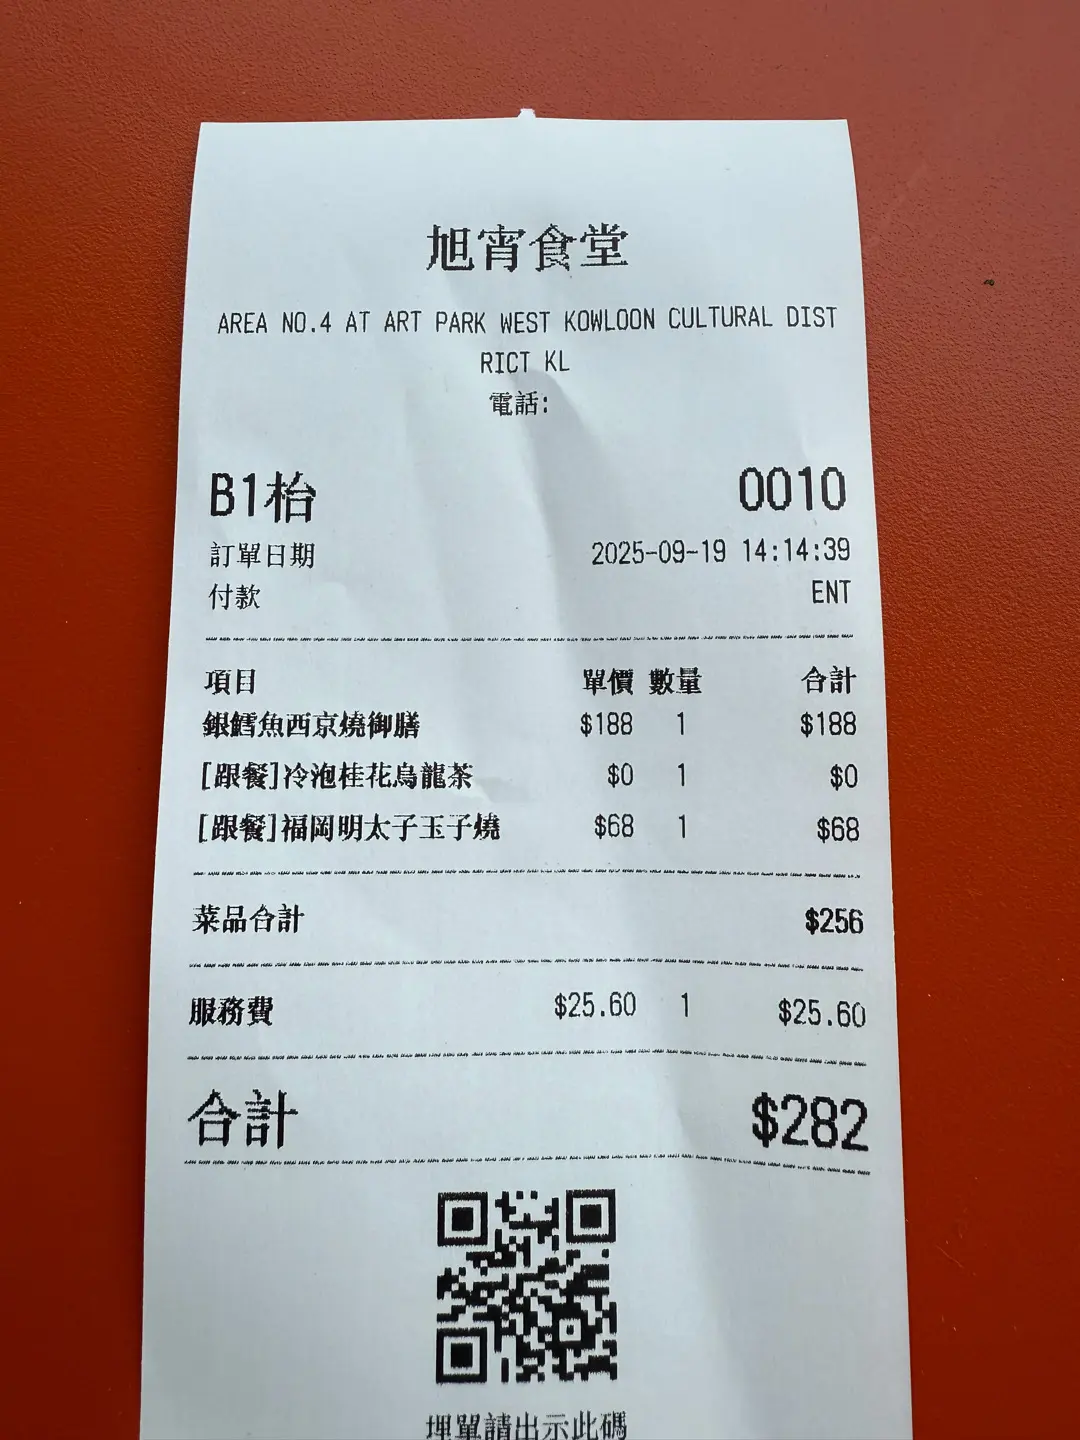 旭宵食堂
AREA NO.4 AT ART PARK WEST KOWLOON CULTURAL DIST
RICT KL
電話:
B1枱 0010
訂單日期 2025-09-19 14:14:39
付款 ENT
項目 單價 數量 合計
銀鱈魚西京燒御膳 $188 1 $188
[跟餐]冷泡桂花烏龍茶 $0 1 $0
[跟餐]福岡明太子玉子燒 $68 1 $68
菜品合計 $256
服務費 $25.60 1 $25.60
合計 $282
埋單請出示此碼